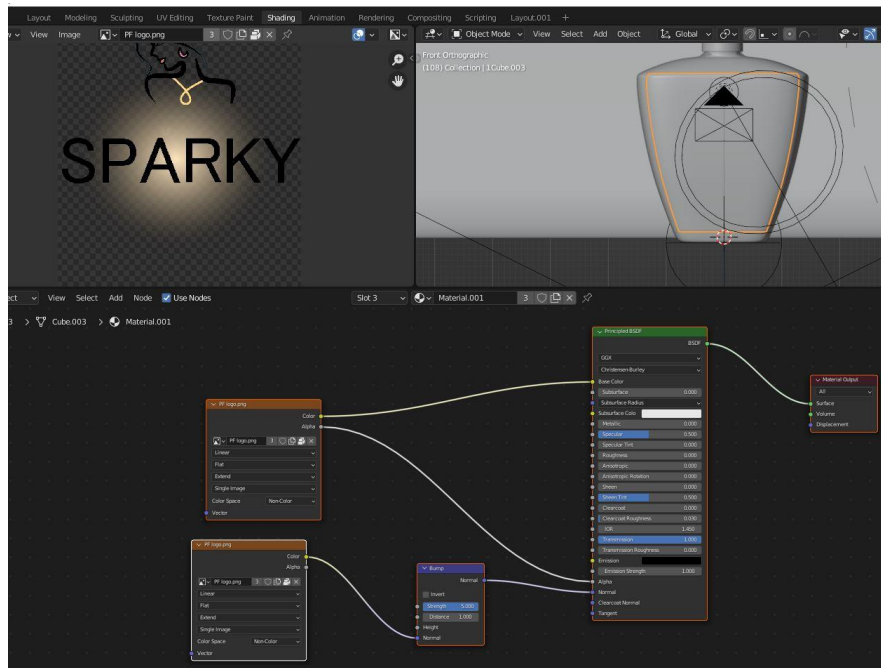 Layout Modeling Sculpting UV Editing Texture Paint Shading Animation Rendering Compositing Scripting Layout.001 +
View Image PF logo.png 3
Object Mode View Select Add Object Global
Front Orthographic
(108) Collection | 1Cube.003
SPARKY
View Select Add Node Use Nodes Slot 3 Material.001 3
Cube.003 > Material.001
PF logo.png
Color
Alpha
PF logo.png 3
Linear
Flat
Extend
Single Image
Color Space Non-Color
Vector
PF logo.png
Color
Alpha
PF logo.png 3
Linear
Flat
Extend
Single Image
Color Space Non-Color
Vector
Bump
Normal
Invert
Strength 5.000
Distance 1.000
Height
Normal
Principled BSDF
BSDF
GGX
Christensen-Burley
Base Color
Subsurface 0.000
Subsurface Radius
Subsurface Colo
Metallic 0.000
Specular 0.500
Specular Tint 0.000
Roughness 0.000
Anisotropic 0.000
Anisotropic Rotation 0.000
Sheen 0.000
Sheen Tint 0.500
Clearcoat 0.000
Clearcoat Roughness 0.030
IOR 1.450
Transmission 1.000
Transmission Roughness 0.000
Emission
Emission Strength 1.000
Alpha
Normal
Clearcoat Normal
Tangent
Material Output
All
Surface
Volume
Displacement